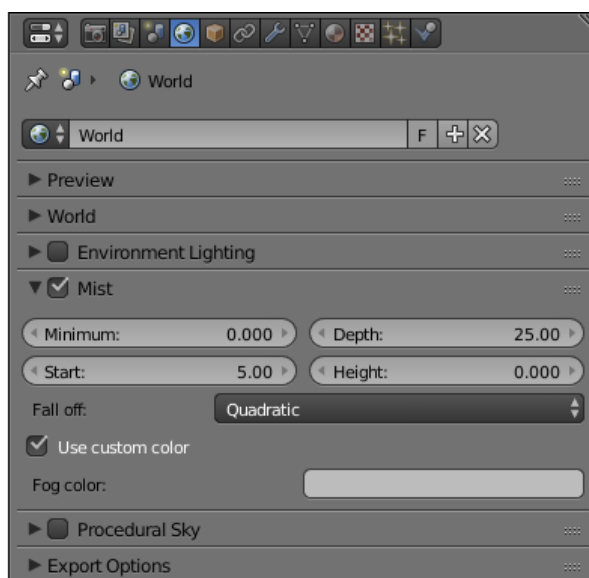 World
World F
Preview
World
Environment Lighting
Mist
Minimum: 0.000 Depth: 25.00
Start: 5.00 Height: 0.000
Fall off: Quadratic
Use custom color
Fog color:
Procedural Sky
Export Options